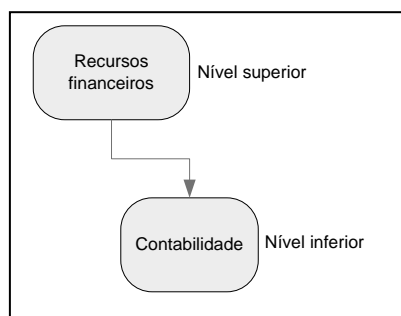 Recursos
financeiros
Nível superior
Contabilidade
Nível inferior